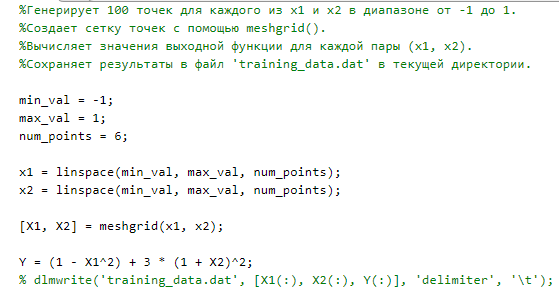 %Генерирует 100 точек для каждого из x1 и x2 в диапазоне от -1 до 1.
%Создает сетку точек с помощью meshgrid().
%Вычисляет значения выходной функции для каждой пары (x1, x2).
%Сохраняет результаты в файл 'training_data.dat' в текущей директории.
min_val = -1;
max_val = 1;
num_points = 6;
x1 = linspace(min_val, max_val, num_points);
x2 = linspace(min_val, max_val, num_points);
[X1, X2] = meshgrid(x1, x2);
Y = (1 - X1^2) + 3 * (1 + X2)^2;
% dlmwrite('training_data.dat', [X1(:), X2(:), Y(:)], 'delimiter', '\t');